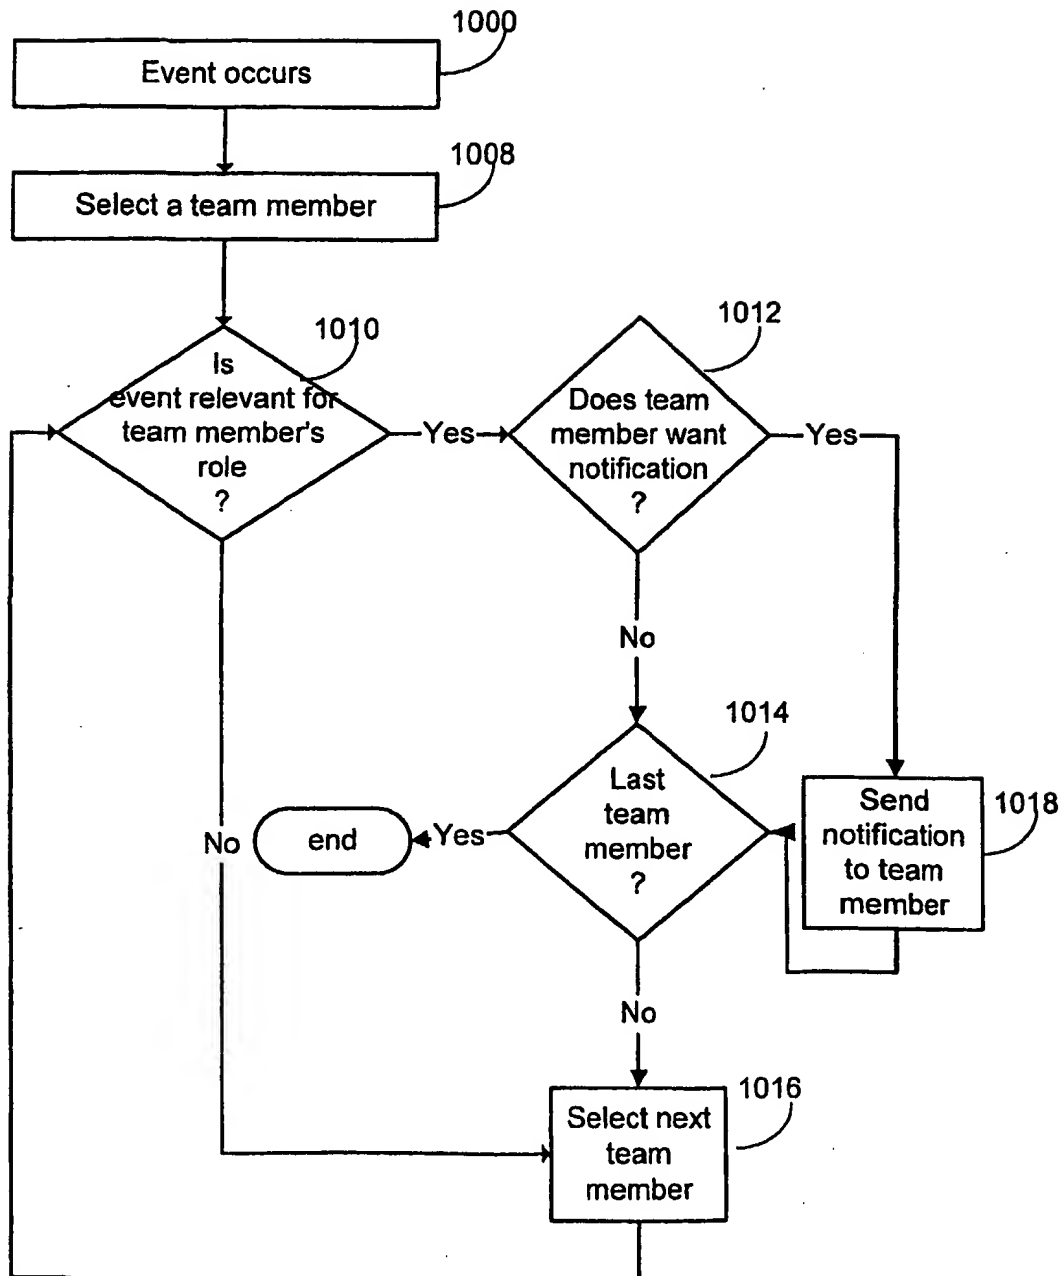 1000
Event occurs
1008
Select a team member
1010
Is
event relevant for
team member's
role
?
Yes
1012
Does team
member want
notification
?
Yes
No
1014
Last
team
member
?
Yes
end
Send
notification
to team
member
1018
No
No
1016
Select next
team
member